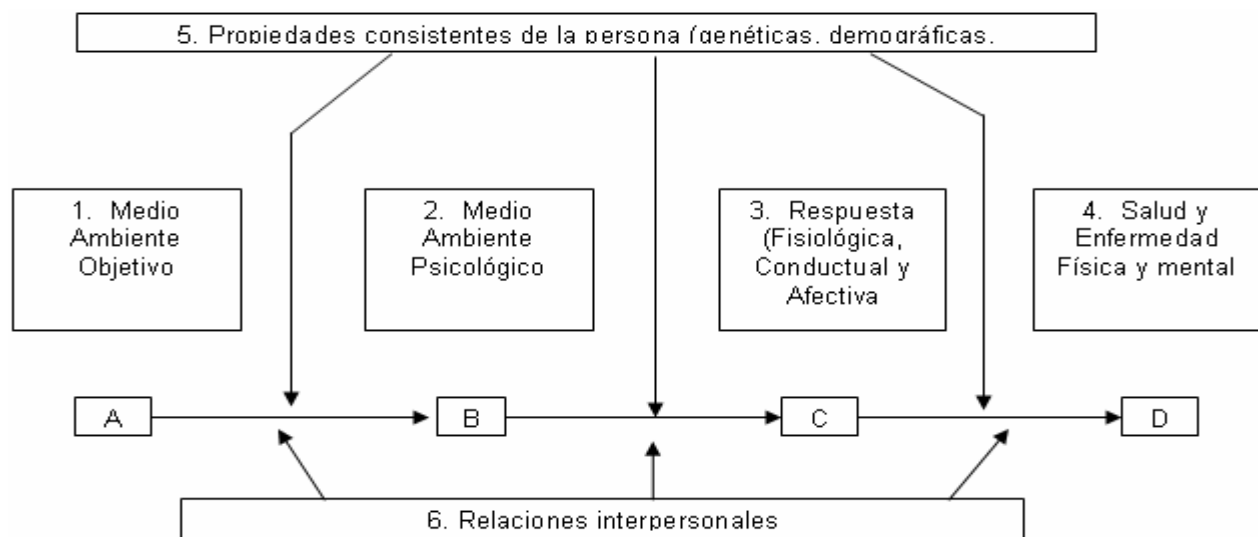 5. Propiedades consistentes de la persona (genéticas, demográficas,
1. Medio
Ambiente
Objetivo
2. Medio
Ambiente
Psicológico
3. Respuesta
(Fisiológica,
Conductual y
Afectiva
4. Salud y
Enfermedad
Física y mental
A
B
C
D
6. Relaciones interpersonales